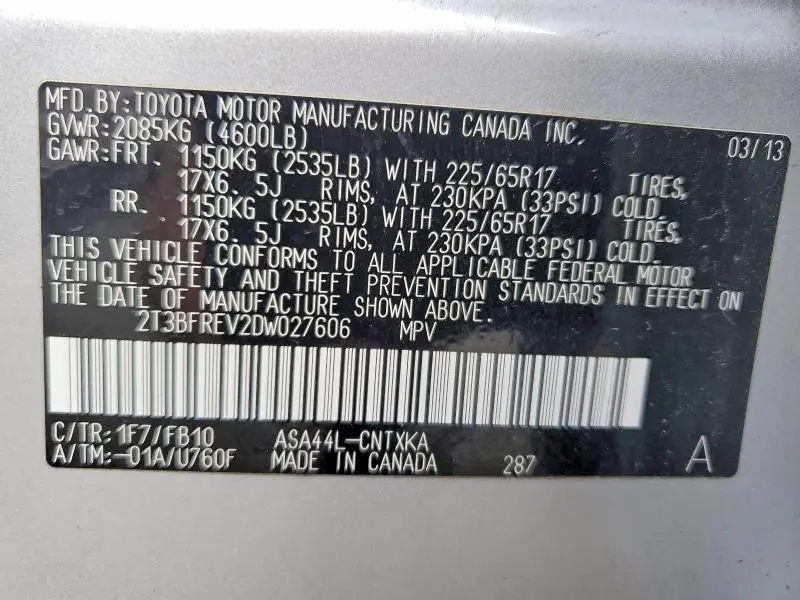 MFD. BY: TOYOTA MOTOR MANUFACTURING CANADA INC.
GVWR: 2085KG (4600LB) 03/13
GAWR: FRT. 1150KG (2535LB) WITH 225/65R17 TIRES,
17X6. 5J RIMS, AT 230KPA (33PSI) COLD.
RR. 1150KG (2535LB) WITH 225/65R17 TIRES,
17X6. 5J RIMS, AT 230KPA (33PSI) COLD.
THIS VEHICLE CONFORMS TO ALL APPLICABLE FEDERAL MOTOR
VEHICLE SAFETY AND THEFT PREVENTION STANDARDS IN EFFECT ON
THE DATE OF MANUFACTURE SHOWN ABOVE.
2T3BFREV2DW027606 MPV
C/TR: 1F7/FB10 ASA44L-CNTXKA
A/TM: -01A/U760F MADE IN CANADA 287 A